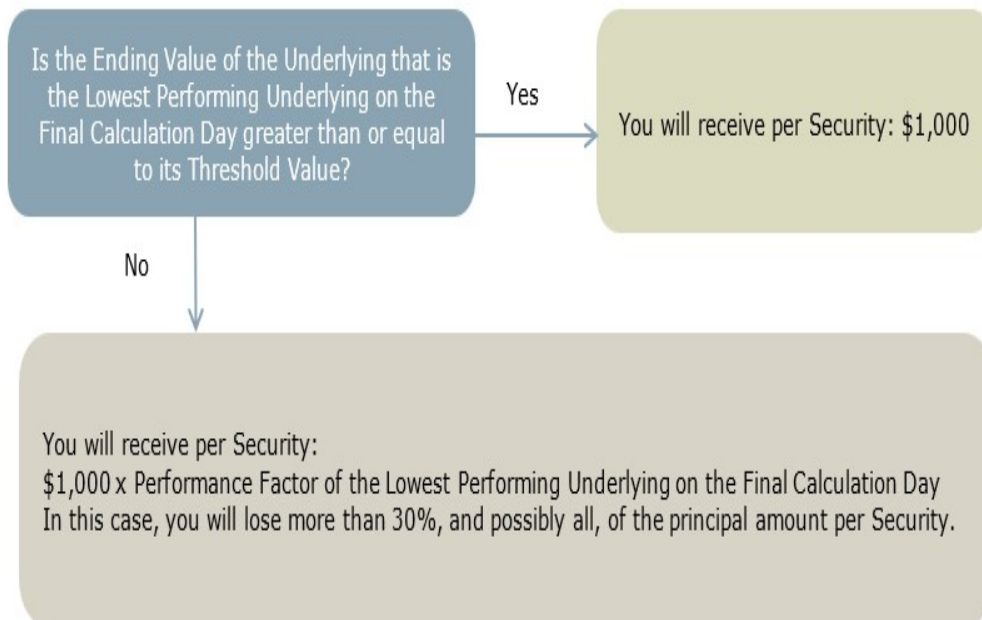 Is the Ending Value of the Underlying that is
the Lowest Performing Underlying on the
Final Calculation Day greater than or equal
to its Threshold Value?
Yes
You will receive per Security: $1,000
No
You will receive per Security:
$1,000 x Performance Factor of the Lowest Performing Underlying on the Final Calculation Day
In this case, you will lose more than 30%, and possibly all, of the principal amount per Security.